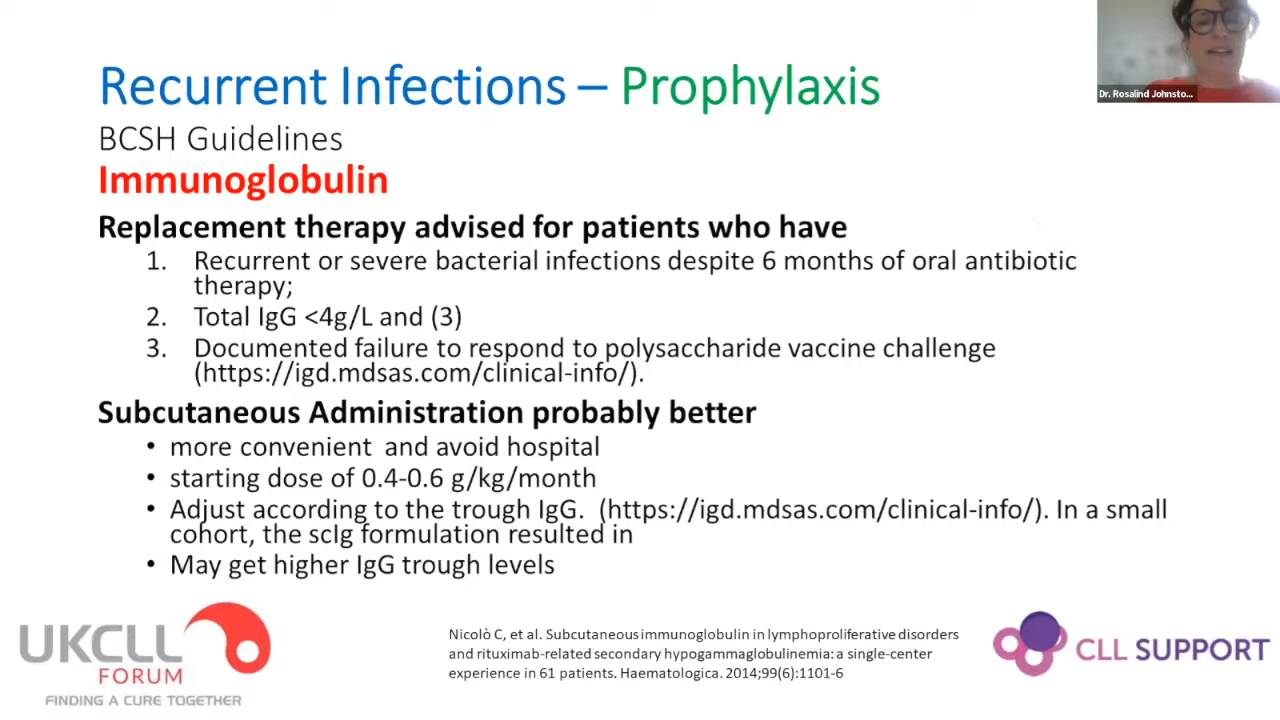 Dr. Rosalind Johnsto...
Recurrent Infections – Prophylaxis
BCSH Guidelines
Immunoglobulin
Replacement therapy advised for patients who have
1. Recurrent or severe bacterial infections despite 6 months of oral antibiotic
therapy;
2. Total IgG <4g/L and (3)
3. Documented failure to respond to polysaccharide vaccine challenge
(https://igd.mdsas.com/clinical-info/).
Subcutaneous Administration probably better
• more convenient and avoid hospital
• starting dose of 0.4-0.6 g/kg/month
• Adjust according to the trough IgG. (https://igd.mdsas.com/clinical-info/). In a small
cohort, the scIg formulation resulted in
• May get higher IgG trough levels
UKCLL
FORUM
FINDING A CURE TOGETHER
Nicolò C, et al. Subcutaneous immunoglobulin in lymphoproliferative disorders
and rituximab-related secondary hypogammaglobulinemia: a single-center
experience in 61 patients. Haematologica. 2014;99(6):1101-6
CLL SUPPORT